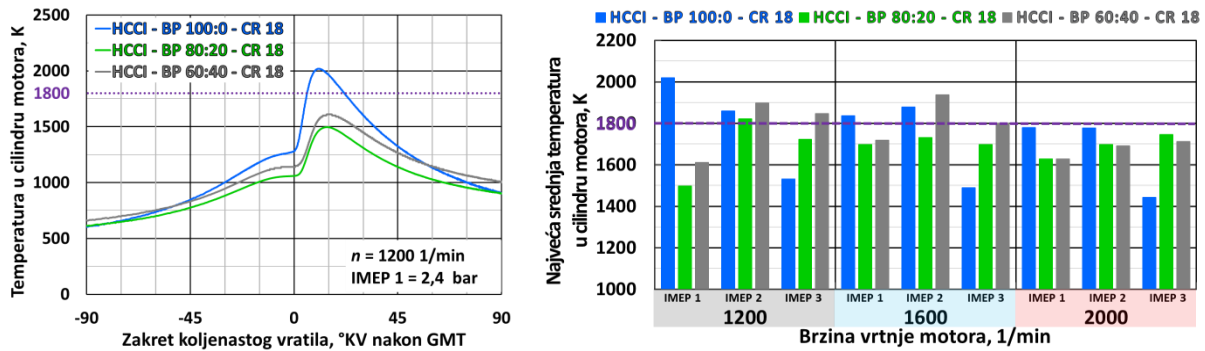 Temperatura u cilindru motora, K
3000
2500
2000
1800
1500
1000
500
0
HCCI - BP 100:0 - CR 18
HCCI - BP 80:20 - CR 18
HCCI - BP 60:40 - CR 18
n = 1200 1/min
IMEP 1 = 2,4 bar
-90 -45 0 45 90
Zakret koljenastog vratila, °KV nakon GMT
HCCI - BP 100:0 - CR 18 HCCI - BP 80:20 - CR 18 HCCI - BP 60:40 - CR 18
Najveća srednja temperatura
u cilindru motora, K
2200
2000
1800
1600
1400
1200
1000
IMEP 1 IMEP 2 IMEP 3 IMEP 1 IMEP 2 IMEP 3 IMEP 1 IMEP 2 IMEP 3
1200 1600 2000
Brzina vrtnje motora, 1/min